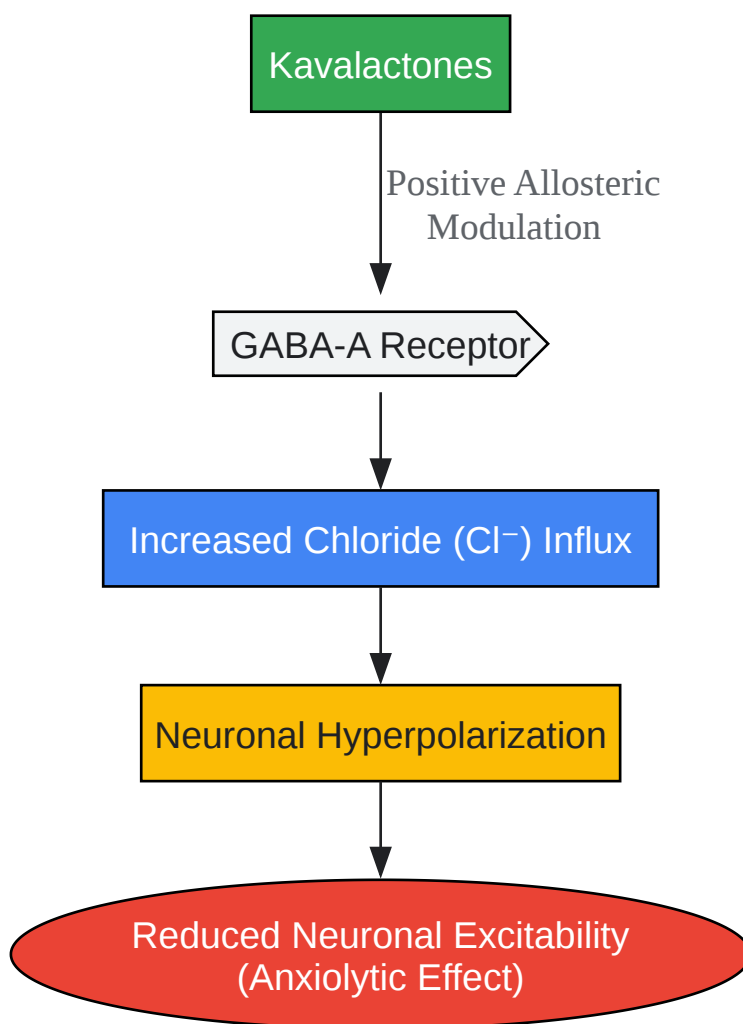 Kavalactones
Positive Allosteric
Modulation
GABA-A Receptor
Increased Chloride (Cl⁻) Influx
Neuronal Hyperpolarization
Reduced Neuronal Excitability
(Anxiolytic Effect)